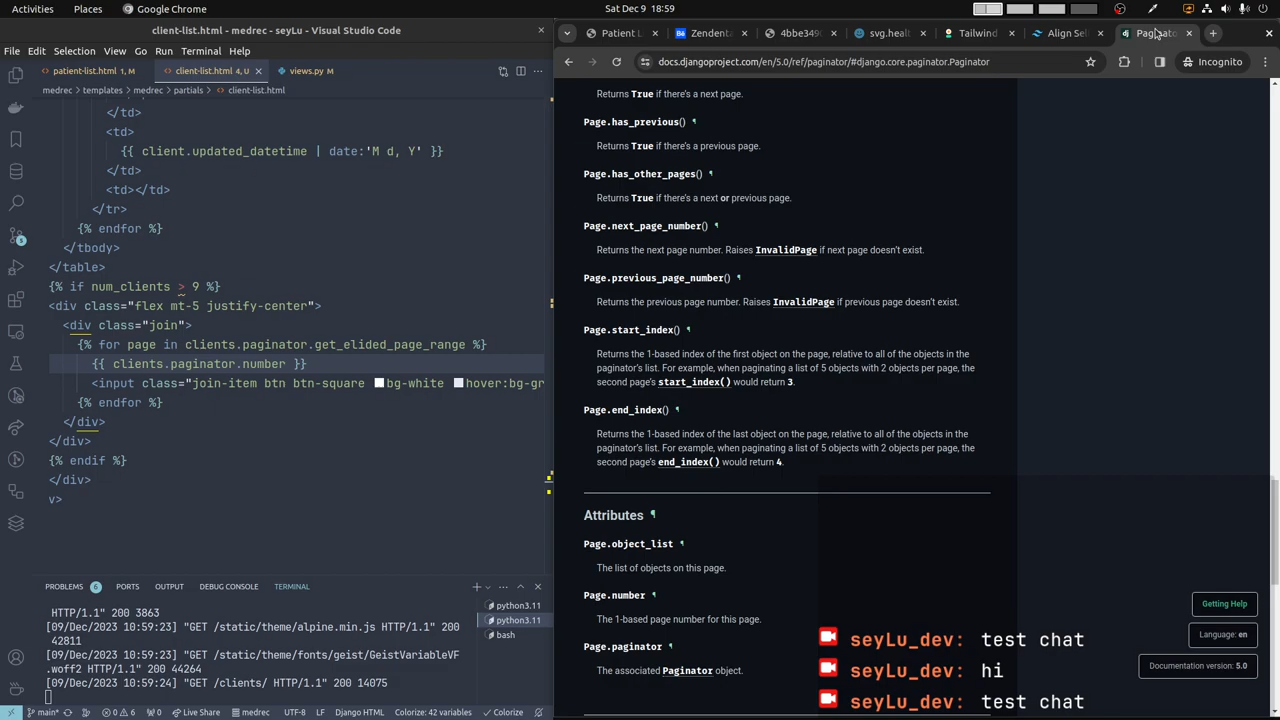 Activities Places Google Chrome
Sat Dec 9 18:59
client-list.html - medrec - seyLu - Visual Studio Code
File Edit Selection View Go Run Terminal Help
patient-list.html 1, M
client-list.html 4, U
views.py M
medrec > templates > medrec > partials > client-list.html
</td>
<td>
{{ client.updated_datetime | date:'M d, Y' }}
</td>
<td></td>
</tr>
{% endfor %}
</tbody>
</table>
{% if num_clients > 9 %}
<div class="flex mt-5 justify-center">
<div class="join">
{% for page in clients.paginator.get_elided_page_range %}
{{ clients.paginator.number }}
<input class="join-item btn btn-square bg-white hover:bg-gr
{% endfor %}
</div>
</div>
{% endif %}
</div>
v>
PROBLEMS 6 PORTS OUTPUT DEBUG CONSOLE TERMINAL
HTTP/1.1" 200 3863
[09/Dec/2023 10:59:23] "GET /static/theme/alpine.min.js HTTP/1.1" 200
42811
[09/Dec/2023 10:59:23] "GET /static/theme/fonts/geist/GeistVariableVF
.woff2 HTTP/1.1" 200 44264
[09/Dec/2023 10:59:24] "GET /clients/ HTTP/1.1" 200 14075
python3.11
python3.11
bash
main* 0 6 0 Live Share medrec UTF-8 LF Django HTML Colorize: 42 variables Colorize
Patient L
Zendenta
4bbe3490
svg.healt
Tailwind
Align Sel
Paginato
docs.djangoproject.com/en/5.0/ref/paginator/#django.core.paginator.Paginator
Incognito
Returns True if there's a next page.
Page.has_previous() ¶
Returns True if there's a previous page.
Page.has_other_pages() ¶
Returns True if there's a next or previous page.
Page.next_page_number() ¶
Returns the next page number. Raises InvalidPage if next page doesn't exist.
Page.previous_page_number() ¶
Returns the previous page number. Raises InvalidPage if previous page doesn't exist.
Page.start_index() ¶
Returns the 1-based index of the first object on the page, relative to all of the objects in the
paginator's list. For example, when paginating a list of 5 objects with 2 objects per page, the
second page's start_index() would return 3.
Page.end_index() ¶
Returns the 1-based index of the last object on the page, relative to all of the objects in the
paginator's list. For example, when paginating a list of 5 objects with 2 objects per page, the
second page's end_index() would return 4.
Attributes ¶
Page.object_list ¶
The list of objects on this page.
Page.number ¶
The 1-based page number for this page.
Page.paginator ¶
The associated Paginator object.
Getting Help
Language: en
Documentation version: 5.0
seyLu_dev: test chat
seyLu_dev: hi
seyLu_dev: test chat